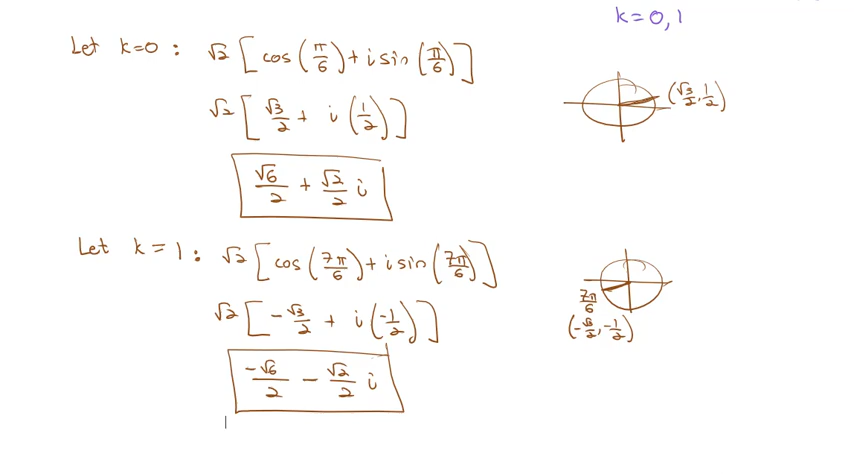 k=0,1
Let k=0: √2 [cos(π/6) + i sin(π/6)]
(√3/2, 1/2)
√2 [√3/2 + i(1/2)]
√6/2 + √2/2 i
Let k=1: √2 [cos(7π/6) + i sin(7π/6)]
7π/6
(-√3/2, -1/2)
√2 [-√3/2 + i(-1/2)]
-√6/2 - √2/2 i